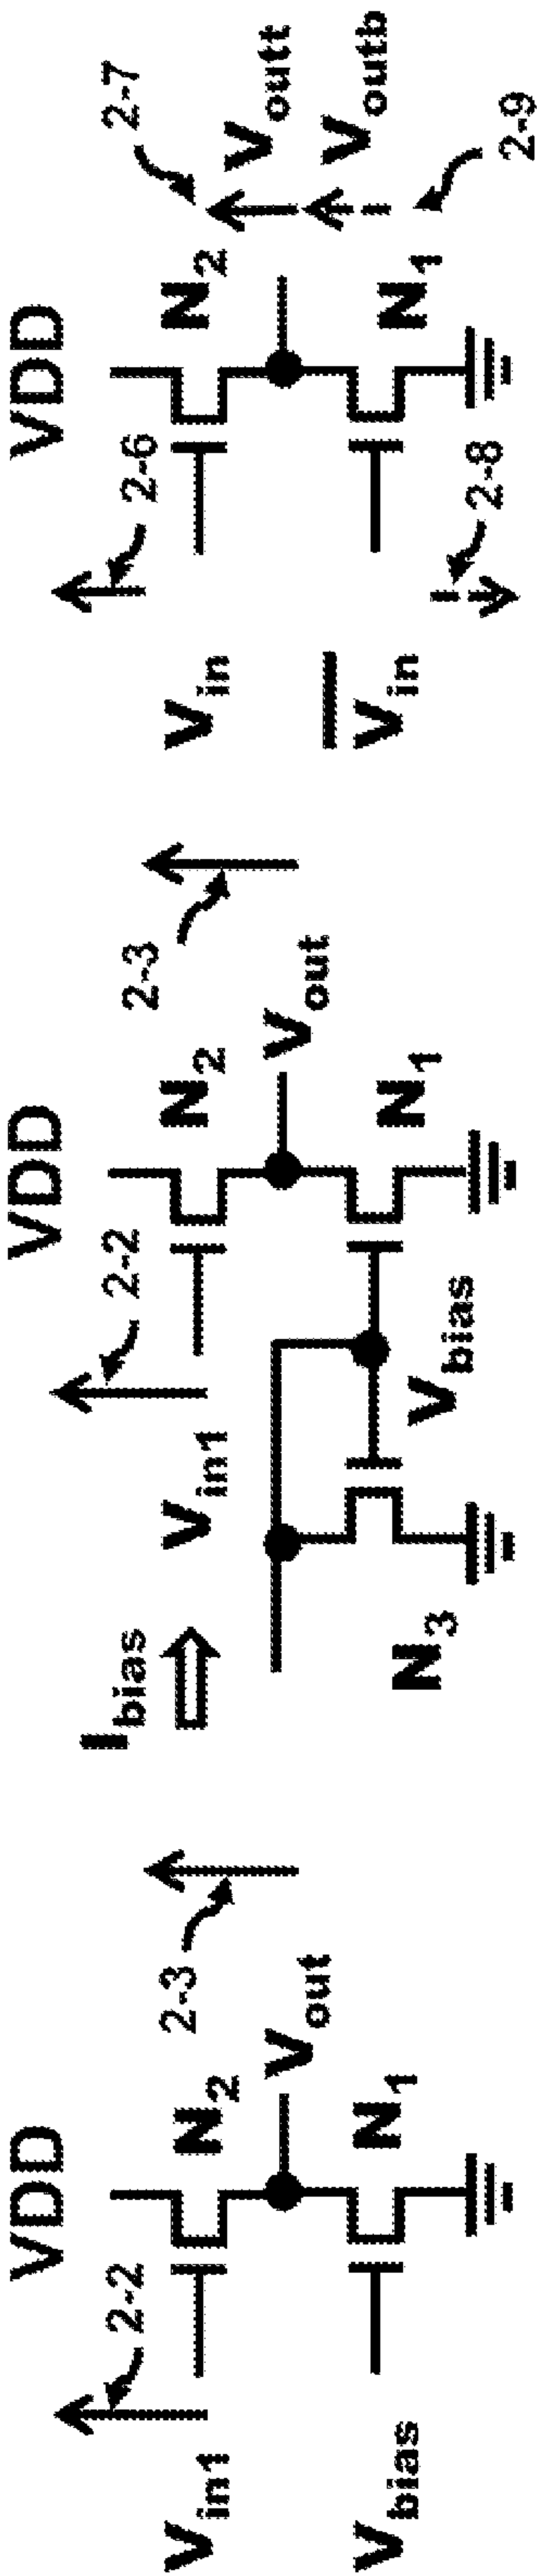 VDD
2-2
V_in1
N_2
2-3
V_out
N_1
V_bias
I_bias
VDD
2-2
V_in1
N_2
2-3
V_out
N_1
V_bias
N_3
VDD
2-6
V_in
N_2
2-7
V_outt
V_outb
V̅_in
N_1
2-8
2-9